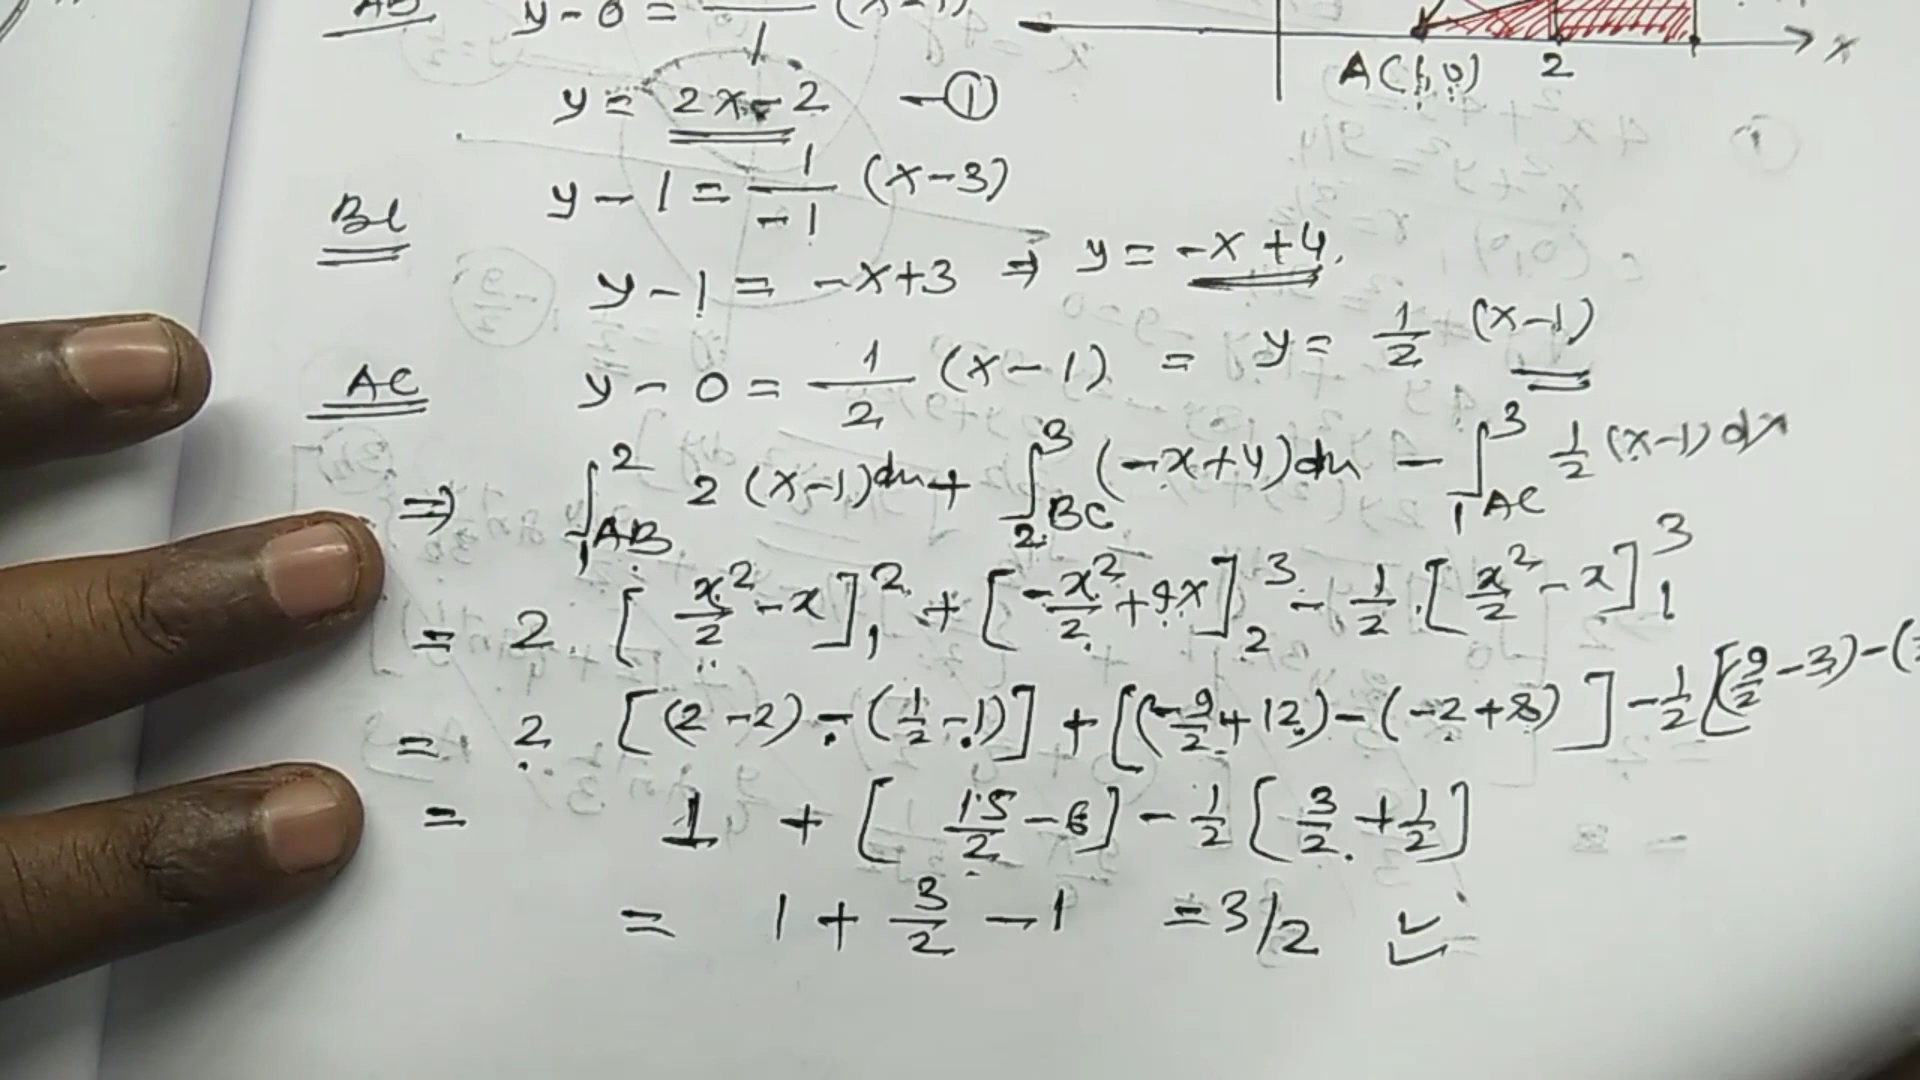 y - 0 = (x-1)
x
A(1,0) 2
1
y = 2x-2 ①
BC y - 1 = 1/-1 (x-3)
y - 1 = -x+3 ⇒ y = -x+4.
AC y - 0 = 1/2 (x-1) = y = 1/2 (x-1)
⇒ ∫₁² AB 2(x-1)dx + ∫₂³ BC (-x+4)dx - ∫₁³ AC 1/2 (x-1)dx
= 2 [x²/2 - x]₁² + [-x²/2 + 4x]₂³ - 1/2 [x²/2 - x]₁³
= 2 [(2-2) - (1/2 - 1)] + [(-9/2 + 12) - (-2+8)] - 1/2 [(9/2 - 3) - (
= 1 + [15/2 - 6] - 1/2 [3/2 + 1/2]
= 1 + 3/2 - 1 = 3/2